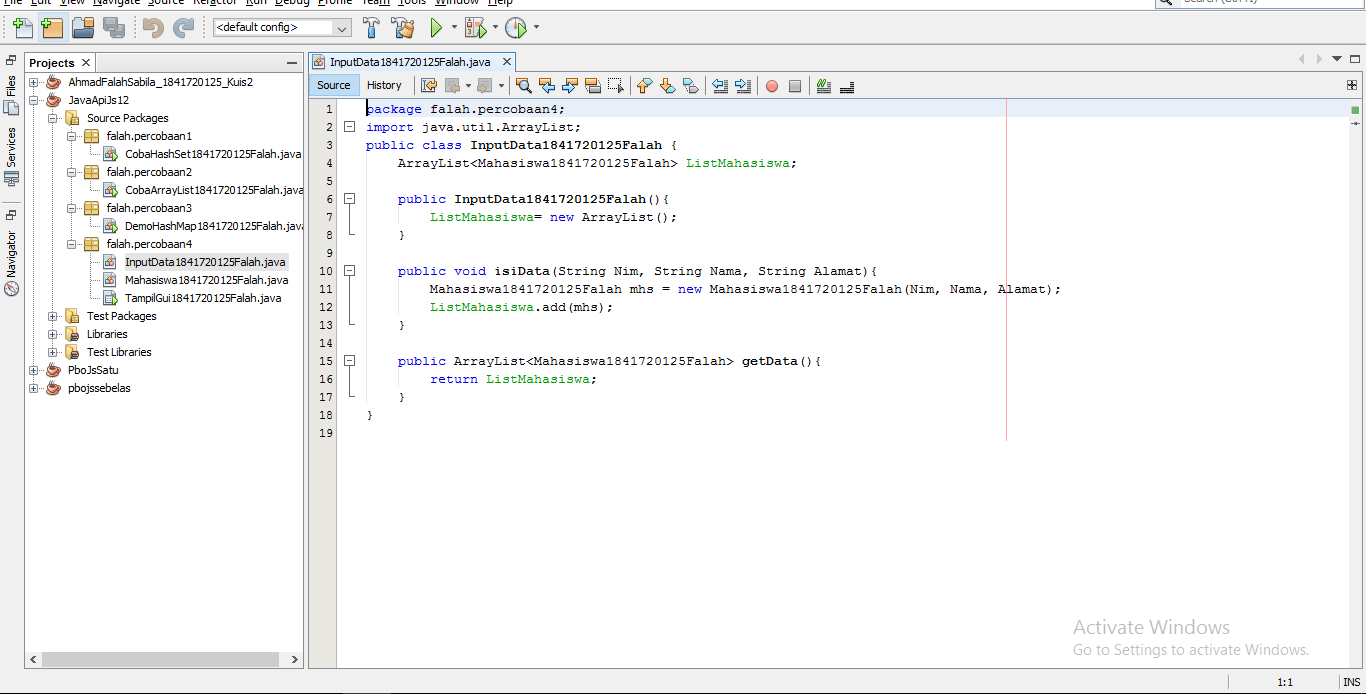 File Edit View Navigate Source Refactor Run Debug Profile Team Tools Window Help
Search (Ctrl+I)
<default config>
Projects
AhmadFalahSabila_1841720125_Kuis2
JavaApiJs12
Source Packages
falah.percobaan1
CobaHashSet1841720125Falah.java
falah.percobaan2
CobaArrayList1841720125Falah.java
falah.percobaan3
DemoHashMap1841720125Falah.java
falah.percobaan4
InputData1841720125Falah.java
Mahasiswa1841720125Falah.java
TampilGui1841720125Falah.java
Test Packages
Libraries
Test Libraries
PboJsSatu
pbojssebelas
Files
Services
Navigator
InputData1841720125Falah.java
Source History
1 package falah.percobaan4;
2 import java.util.ArrayList;
3 public class InputData1841720125Falah {
4 ArrayList<Mahasiswa1841720125Falah> ListMahasiswa;
5
6 public InputData1841720125Falah(){
7 ListMahasiswa= new ArrayList();
8 }
9
10 public void isiData(String Nim, String Nama, String Alamat){
11 Mahasiswa1841720125Falah mhs = new Mahasiswa1841720125Falah(Nim, Nama, Alamat);
12 ListMahasiswa.add(mhs);
13 }
14
15 public ArrayList<Mahasiswa1841720125Falah> getData(){
16 return ListMahasiswa;
17 }
18 }
19
Activate Windows
Go to Settings to activate Windows.
1:1 INS